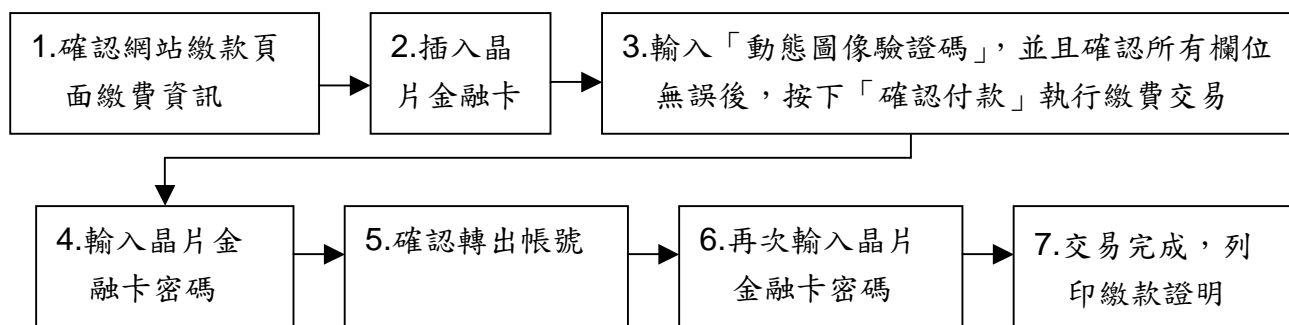 1.確認網站繳款頁
面繳費資訊
2.插入晶
片金融卡
3.輸入「動態圖像驗證碼」,並且確認所有欄位
無誤後,按下「確認付款」執行繳費交易
4.輸入晶片金
融卡密碼
5.確認轉出帳號
6.再次輸入晶片
金融卡密碼
7.交易完成,列
印繳款證明